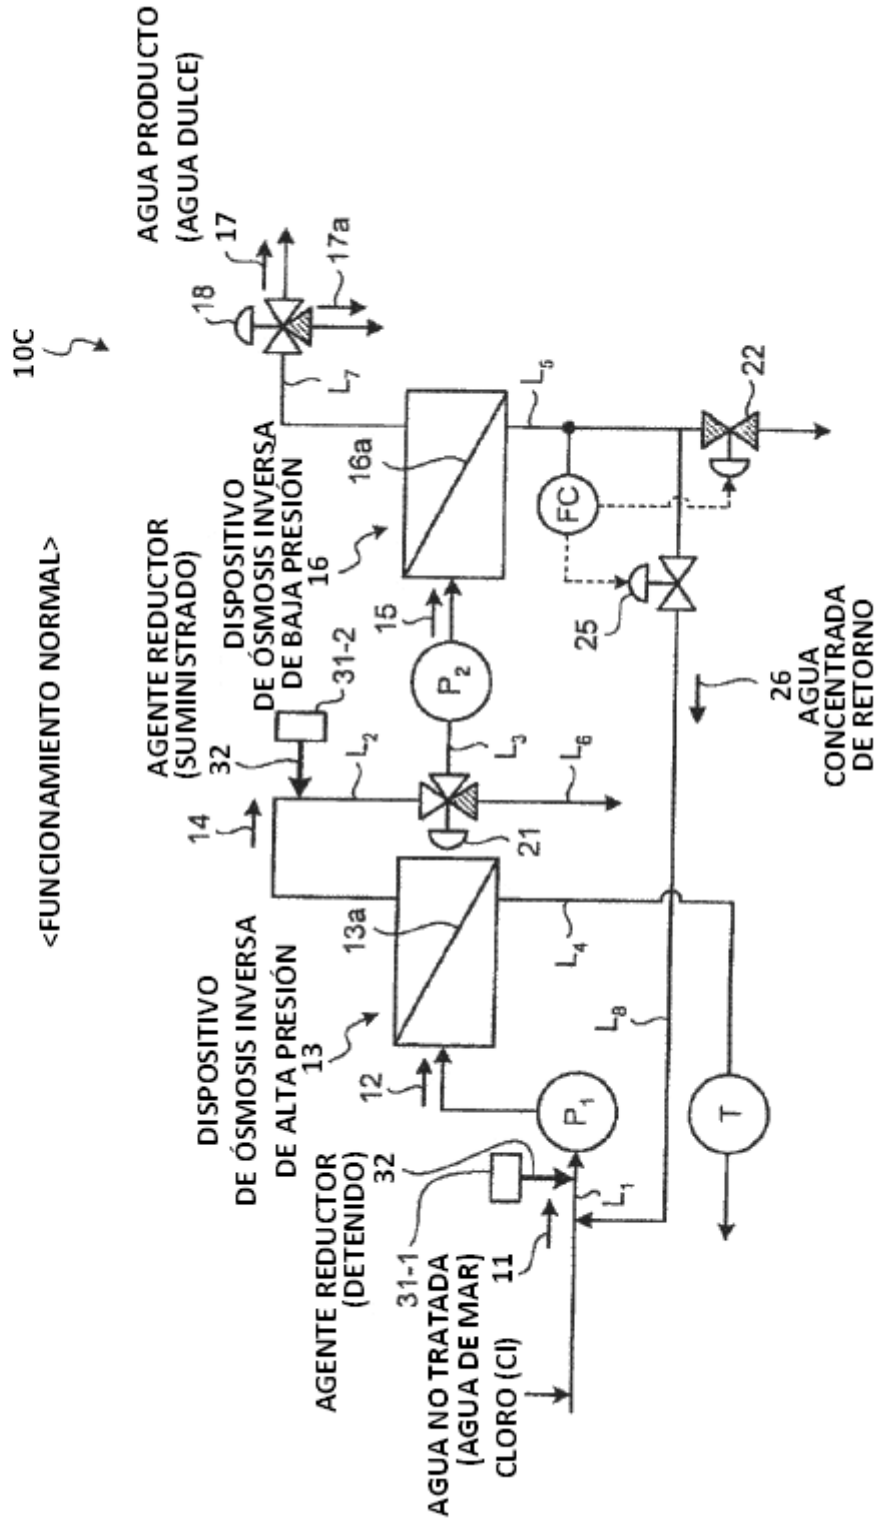 <FUNCIONAMIENTO NORMAL>
10C
AGUA PRODUCTO
(AGUA DULCE)
17
18
17a
L7
AGENTE REDUCTOR
(SUMINISTRADO)
32
31-2
DISPOSITIVO
DE ÓSMOSIS INVERSA
DE BAJA PRESIÓN
16
16a
15
P2
14
L2
L3
L6
21
L5
FC
22
25
26
AGUA
CONCENTRADA
DE RETORNO
DISPOSITIVO
DE ÓSMOSIS INVERSA
DE ALTA PRESIÓN
13
13a
12
L4
L8
P1
T
AGENTE REDUCTOR
(DETENIDO)
32
31-1
11
L1
AGUA NO TRATADA
(AGUA DE MAR)
CLORO (CI)